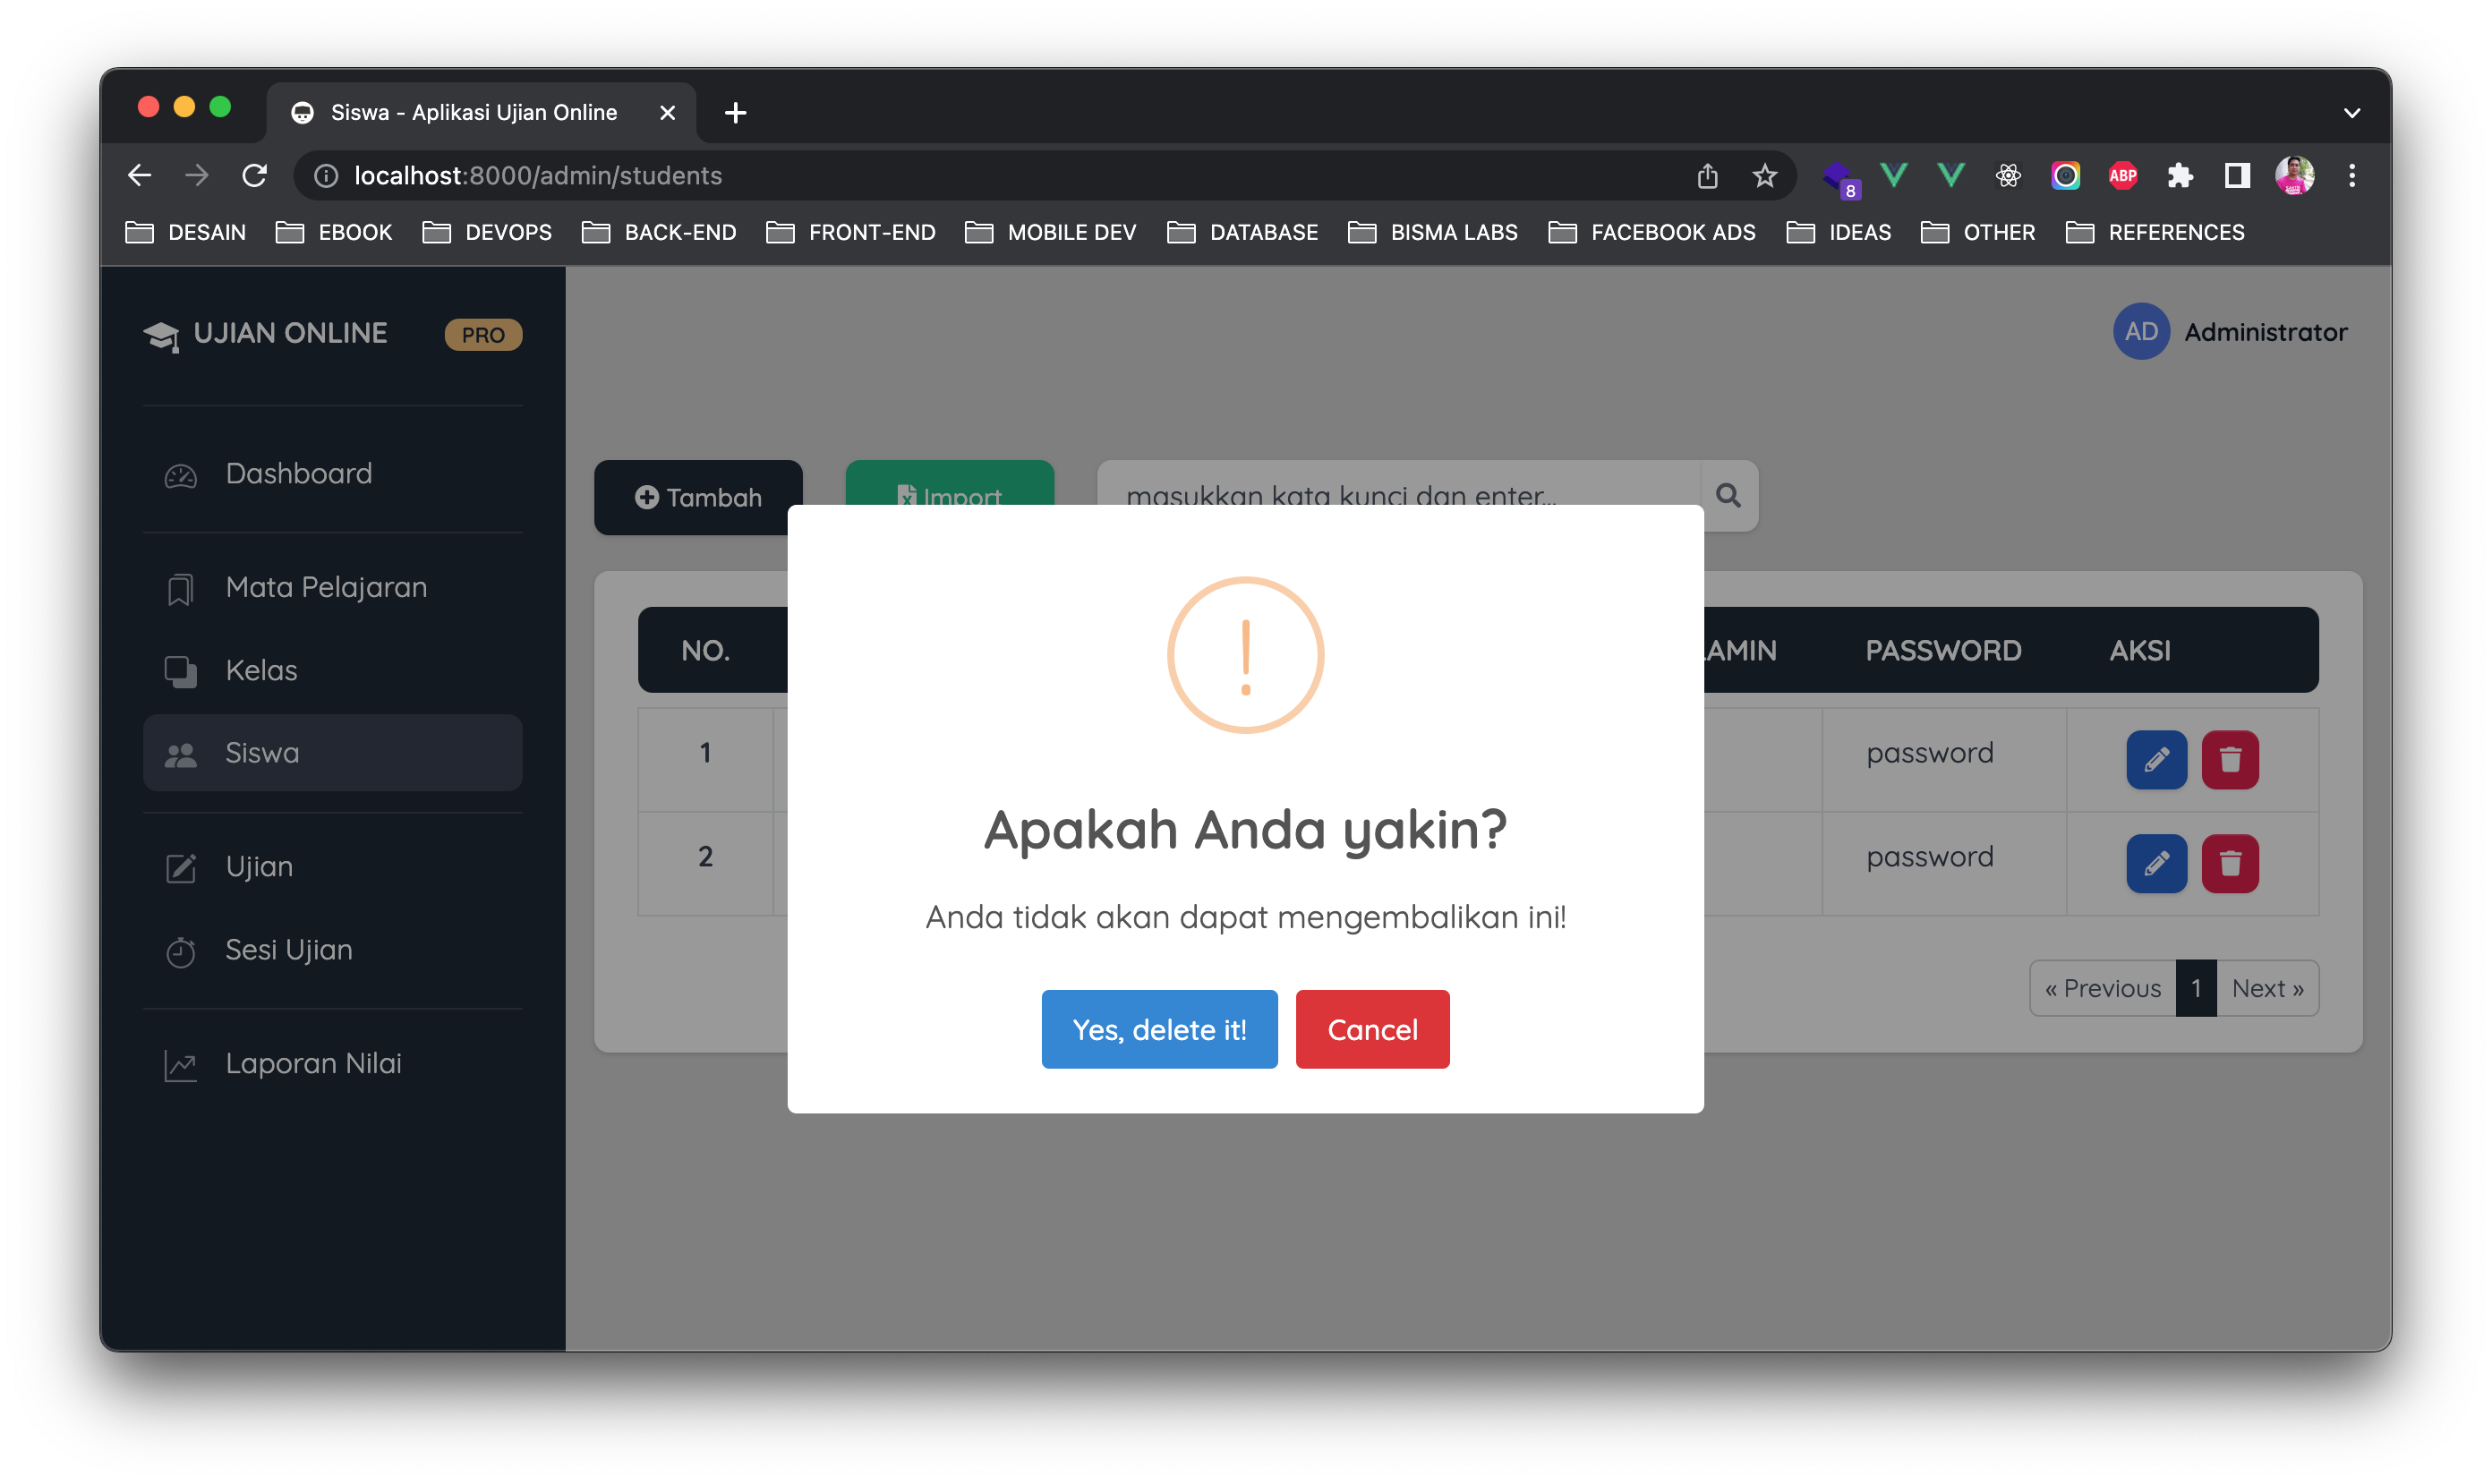 Siswa - Aplikasi Ujian Online
localhost:8000/admin/students
8
ABP
DESAIN EBOOK DEVOPS BACK-END FRONT-END MOBILE DEV DATABASE BISMA LABS FACEBOOK ADS IDEAS OTHER REFERENCES
UJIAN ONLINE PRO
AD Administrator
Dashboard
Mata Pelajaran
Kelas
Siswa
Ujian
Sesi Ujian
Laporan Nilai
Tambah Import masukkan kata kunci dan enter...
NO. AMIN PASSWORD AKSI
1 password
2 password
« Previous 1 Next »
!
Apakah Anda yakin?
Anda tidak akan dapat mengembalikan ini!
Yes, delete it! Cancel